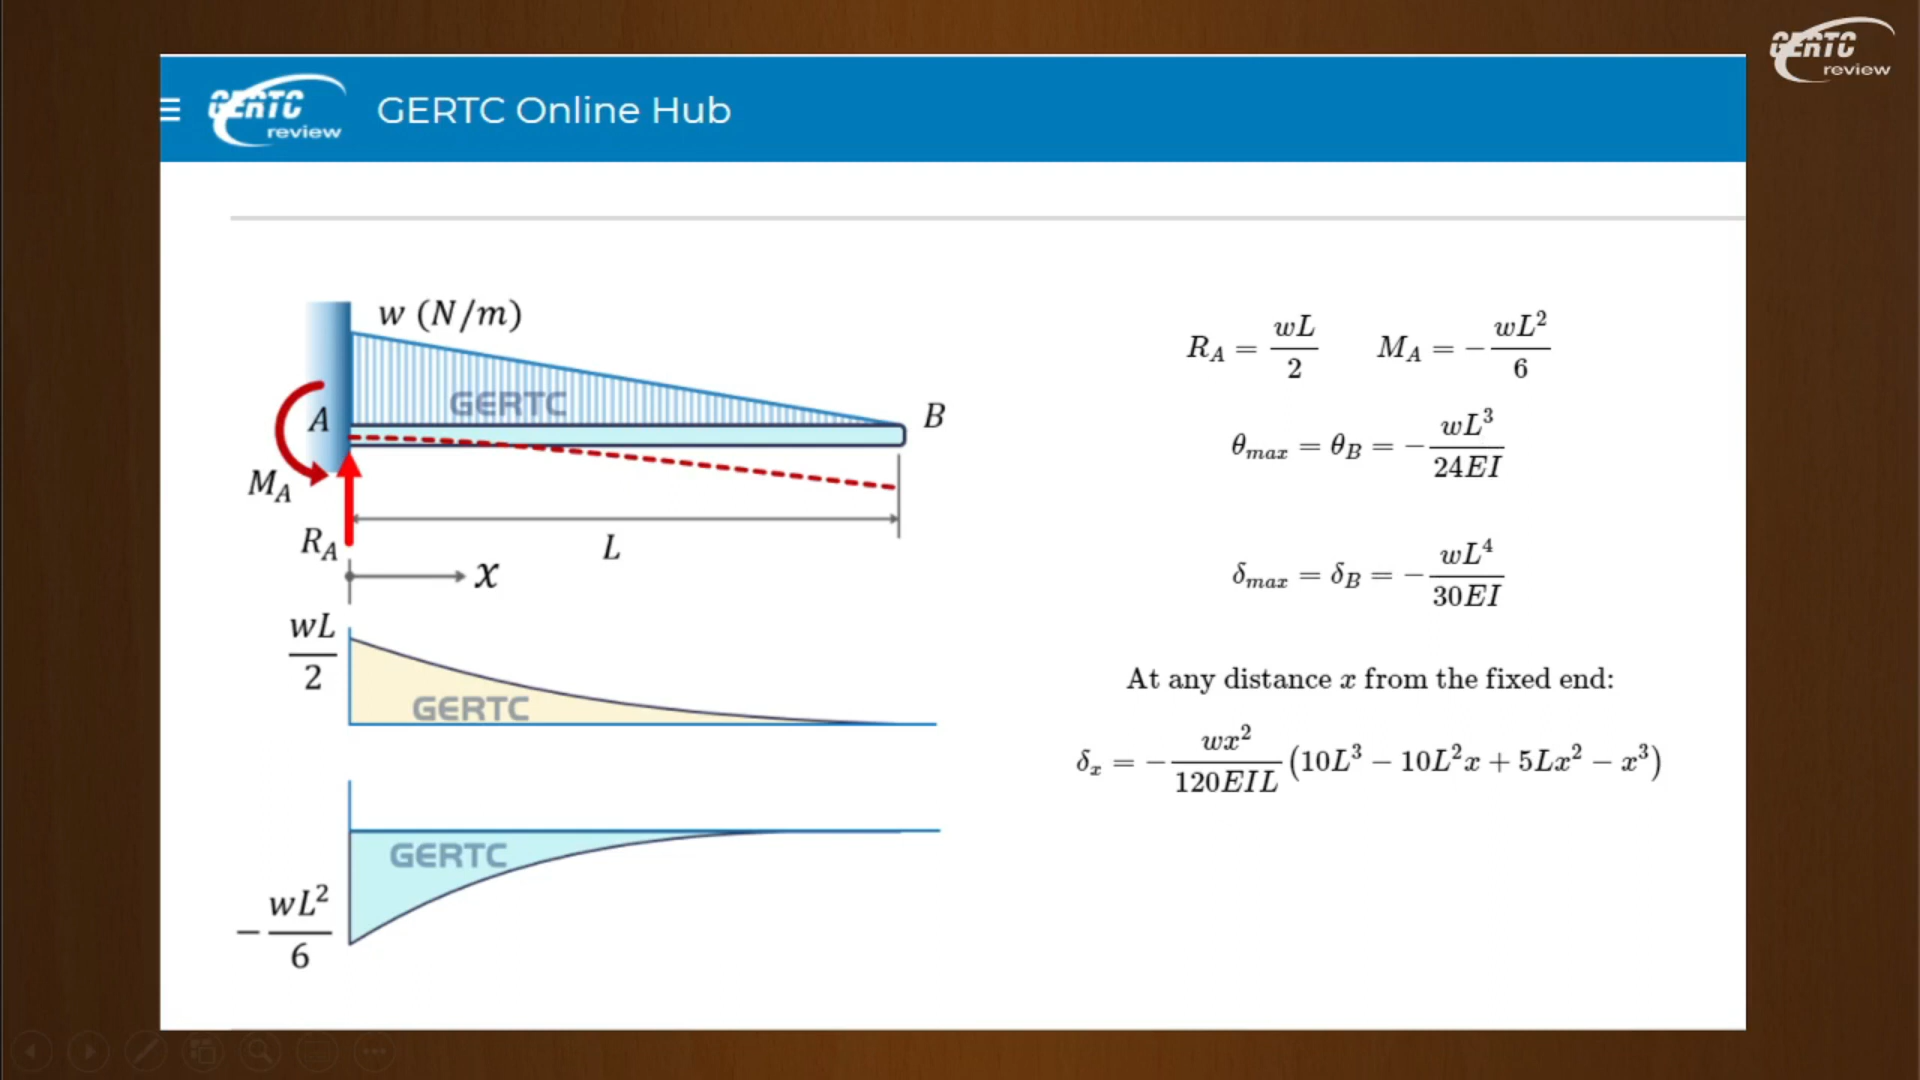 GERTC
review
GERTC
review
GERTC Online Hub
w (N/m)
GERTC
A
B
M_A
R_A
L
x
wL/2
GERTC
GERTC
−wL²/6
R_A = wL/2 M_A = −wL²/6
θ_max = θ_B = −wL³/24EI
δ_max = δ_B = −wL⁴/30EI
At any distance x from the fixed end:
δ_x = −wx²/120EIL (10L³ − 10L²x + 5Lx² − x³)